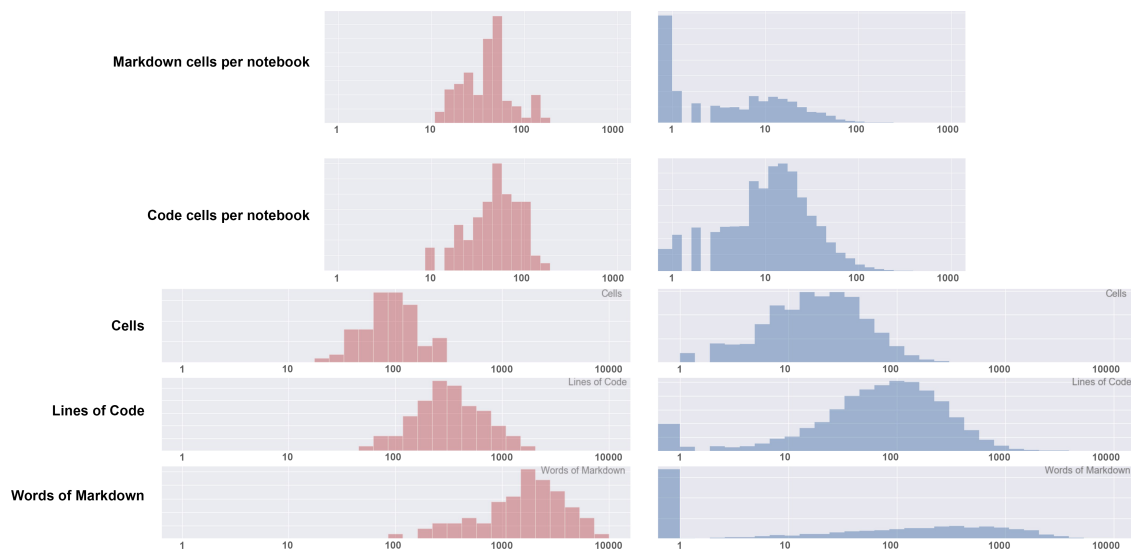 Markdown cells per notebook
1 10 100 1000
1 10 100 1000
Code cells per notebook
1 10 100 1000
1 10 100 1000
Cells
Cells
Cells
1 10 100 1000 10000
1 10 100 1000 10000
Lines of Code
Lines of Code
Lines of Code
1 10 100 1000 10000
1 10 100 1000 10000
Words of Markdown
Words of Markdown
Words of Markdown
1 10 100 1000 10000
1 10 100 1000 10000